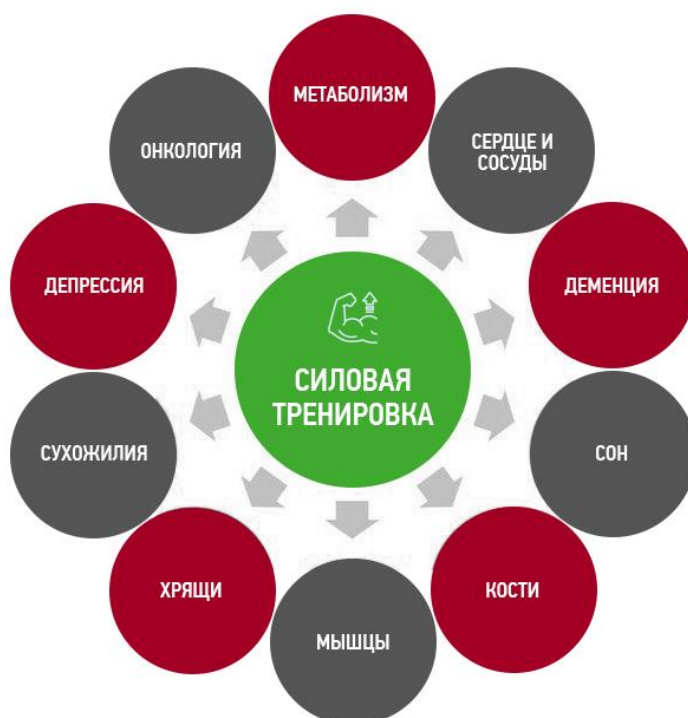 МЕТАБОЛИЗМ
СЕРДЦЕ И
СОСУДЫ
ОНКОЛОГИЯ
ДЕПРЕССИЯ
ДЕМЕНЦИЯ
СИЛОВАЯ
ТРЕНИРОВКА
СУХОЖИЛИЯ
СОН
ХРЯЩИ
КОСТИ
МЫШЦЫ